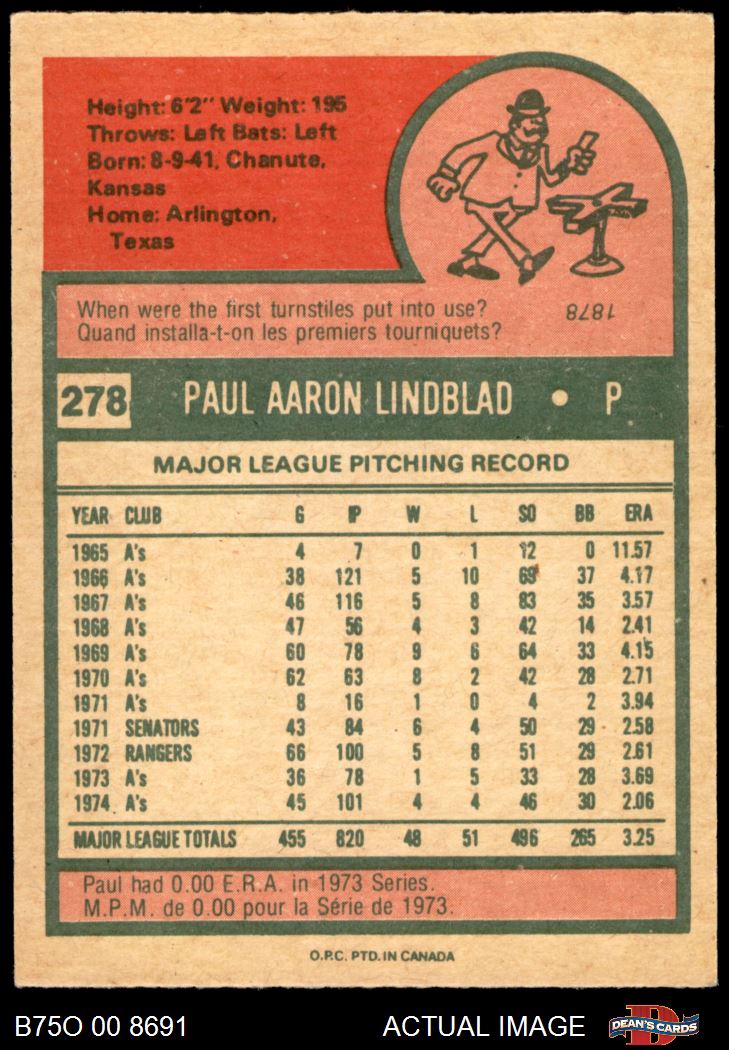 Height: 6'2" Weight: 195
Throws: Left Bats: Left
Born: 8-9-41, Chanute,
Kansas
Home: Arlington,
Texas
When were the first turnstiles put into use?
Quand installa-t-on les premiers tourniquets?
1878
278 PAUL AARON LINDBLAD • P
MAJOR LEAGUE PITCHING RECORD
YEAR CLUB G IP W L SO BB ERA
1965 A's 4 7 0 1 12 0 11.57
1966 A's 38 121 5 10 69 37 4.17
1967 A's 46 116 5 8 83 35 3.57
1968 A's 47 56 4 3 42 14 2.41
1969 A's 60 78 9 6 64 33 4.15
1970 A's 62 63 8 2 42 28 2.71
1971 A's 8 16 1 0 4 2 3.94
1971 SENATORS 43 84 6 4 50 29 2.58
1972 RANGERS 66 100 5 8 51 29 2.61
1973 A's 36 78 1 5 33 28 3.69
1974 A's 45 101 4 4 46 30 2.06
MAJOR LEAGUE TOTALS 455 820 48 51 496 265 3.25
Paul had 0.00 E.R.A. in 1973 Series.
M.P.M. de 0.00 pour la Série de 1973.
O.P.C. PTD. IN CANADA
B75O 00 8691 ACTUAL IMAGE DEAN'S CARDS